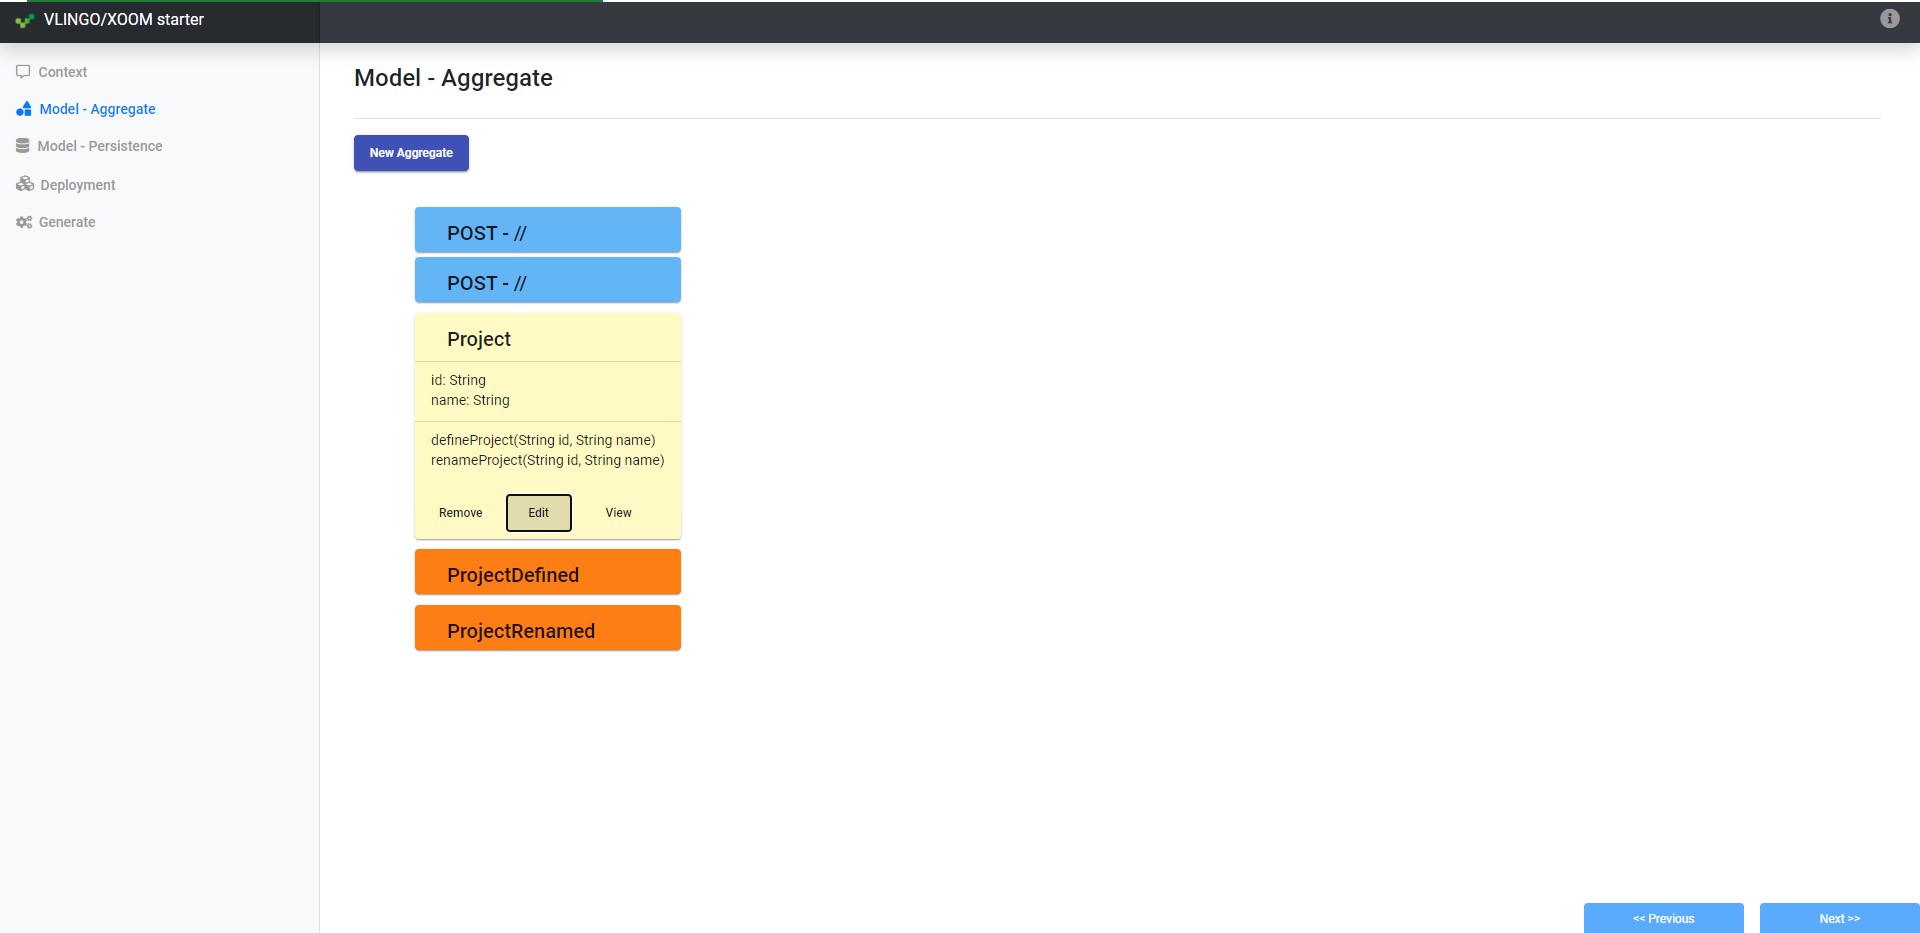 VLINGO/XOOM starter
Context
Model - Aggregate
Model - Persistence
Deployment
Generate
Model - Aggregate
New Aggregate
POST - //
POST - //
Project
id: String
name: String
defineProject(String id, String name)
renameProject(String id, String name)
Remove Edit View
ProjectDefined
ProjectRenamed
<< Previous Next >>